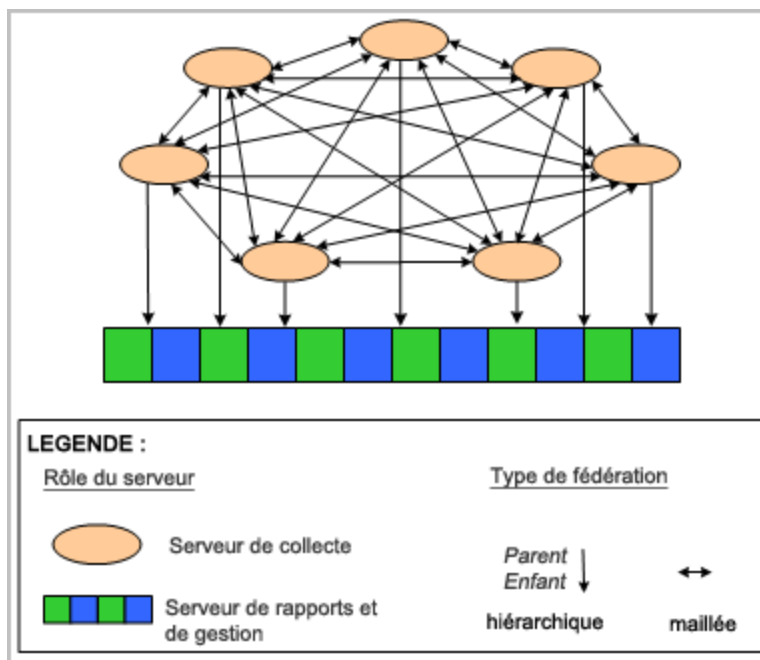 LEGENDE :
Rôle du serveur
Serveur de collecte
Serveur de rapports et
de gestion
Type de fédération
Parent
Enfant
hiérarchique
maillée